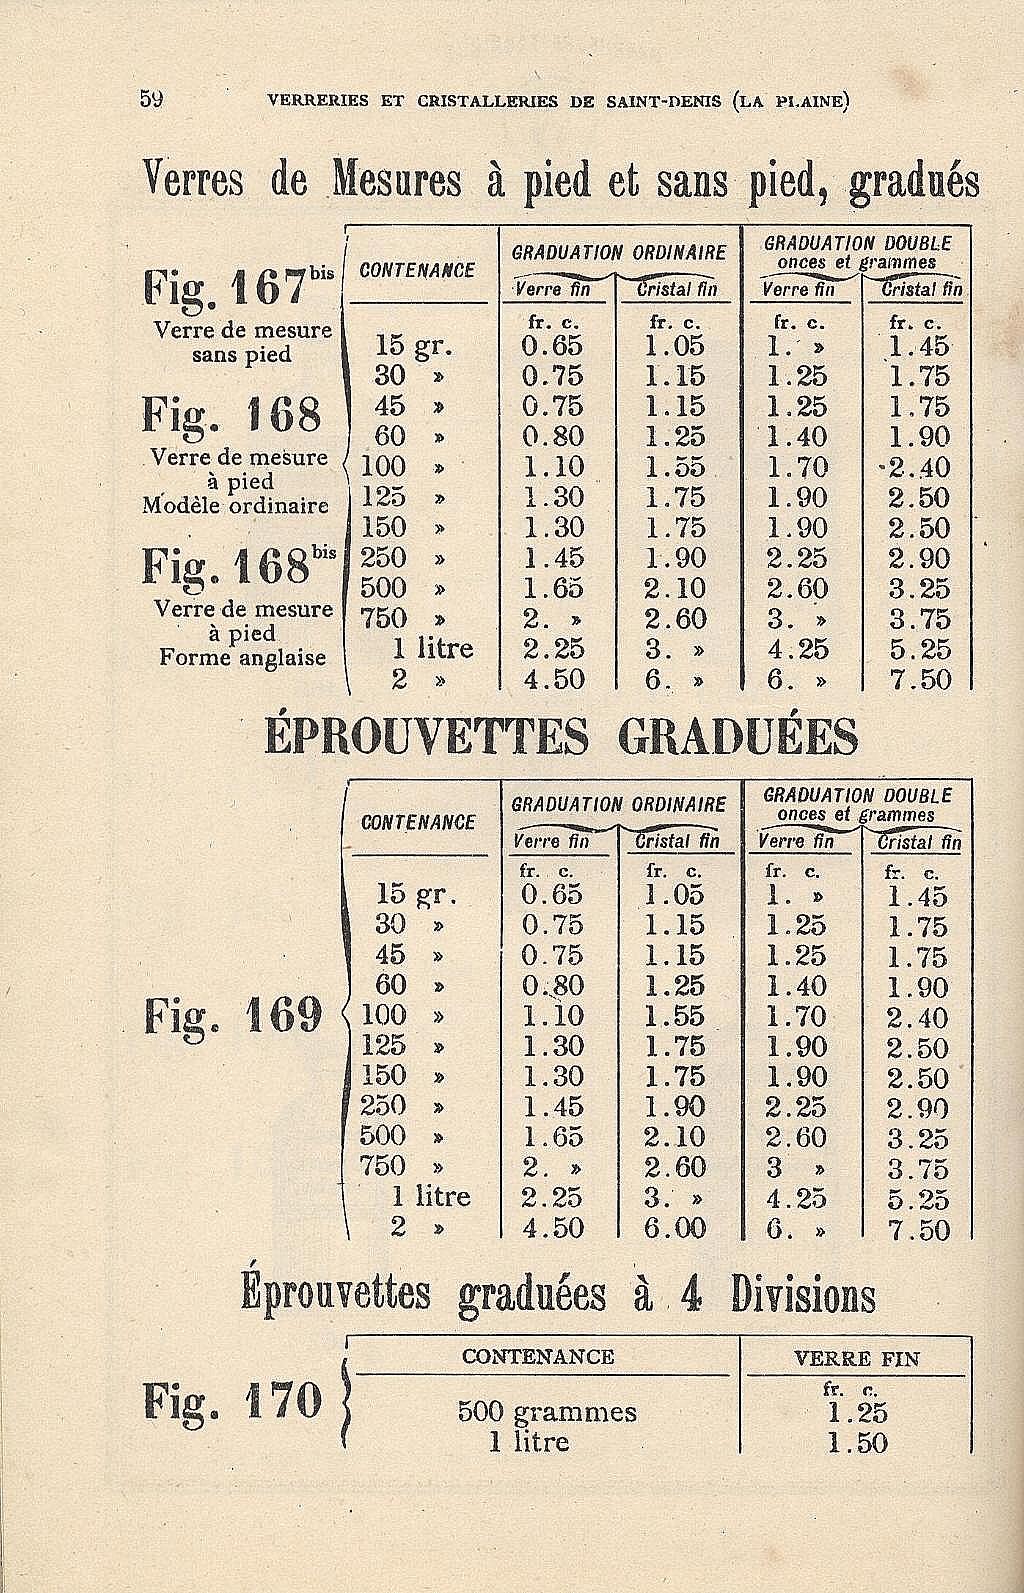 59 VERRERIES ET CRISTALLERIES DE SAINT-DENIS (LA PLAINE)
Verres de Mesures à pied et sans pied, gradués
Fig. 167 bis
Verre de mesure
sans pied
Fig. 168
Verre de mesure
à pied
Modèle ordinaire
Fig. 168 bis
Verre de mesure
à pied
Forme anglaise
CONTENANCE GRADUATION ORDINAIRE GRADUATION DOUBLE
onces et grammes
Verre fin Cristal fin Verre fin Cristal fin
fr. c. fr. c. fr. c. fr. c.
15 gr. 0.65 1.05 1. » 1.45
30 » 0.75 1.15 1.25 1.75
45 » 0.75 1.15 1.25 1.75
60 » 0.80 1.25 1.40 1.90
100 » 1.10 1.55 1.70 2.40
125 » 1.30 1.75 1.90 2.50
150 » 1.30 1.75 1.90 2.50
250 » 1.45 1.90 2.25 2.90
500 » 1.65 2.10 2.60 3.25
750 » 2. » 2.60 3. » 3.75
1 litre 2.25 3. » 4.25 5.25
2 » 4.50 6. » 6. » 7.50
ÉPROUVETTES GRADUÉES
Fig. 169
CONTENANCE GRADUATION ORDINAIRE GRADUATION DOUBLE
onces et grammes
Verre fin Cristal fin Verre fin Cristal fin
fr. c. fr. c. fr. c. fr. c.
15 gr. 0.65 1.05 1. » 1.45
30 » 0.75 1.15 1.25 1.75
45 » 0.75 1.15 1.25 1.75
60 » 0.80 1.25 1.40 1.90
100 » 1.10 1.55 1.70 2.40
125 » 1.30 1.75 1.90 2.50
150 » 1.30 1.75 1.90 2.50
250 » 1.45 1.90 2.25 2.90
500 » 1.65 2.10 2.60 3.25
750 » 2. » 2.60 3 » 3.75
1 litre 2.25 3. » 4.25 5.25
2 » 4.50 6.00 6. » 7.50
Éprouvettes graduées à 4 Divisions
Fig. 170
CONTENANCE VERRE FIN
fr. c.
500 grammes 1.25
1 litre 1.50